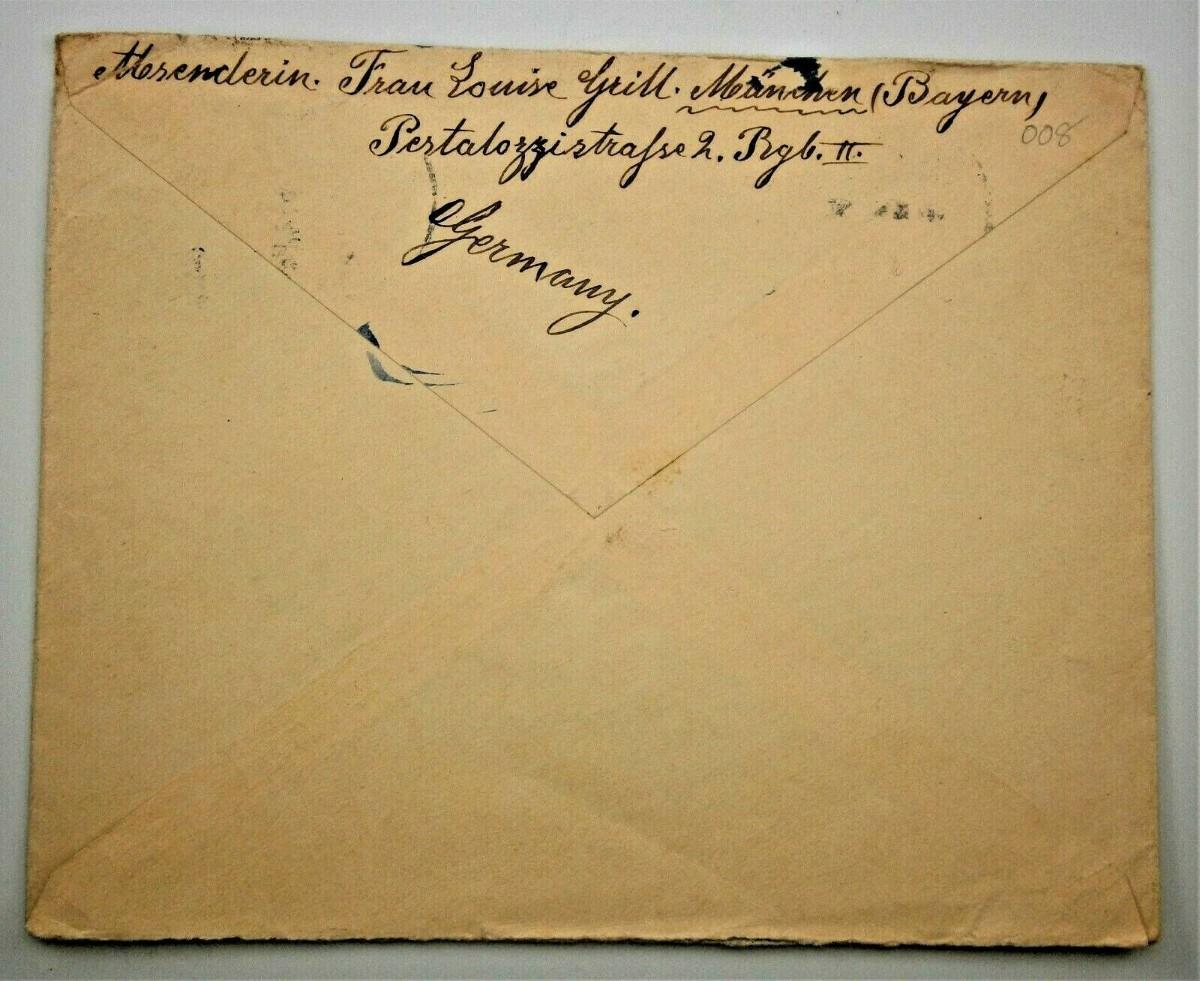 Absenderin. Frau Louise Grill. München (Bayern)
008
Pestalozzistrasse 2. Rgb. II.
Germany.